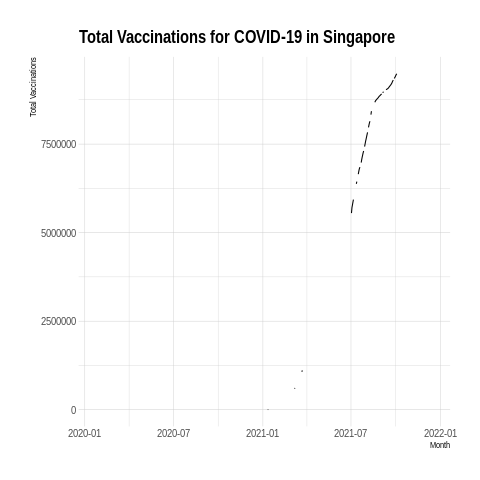 Total Vaccinations for COVID-19 in Singapore
Total Vaccinations
7500000
5000000
2500000
0
2020-01 2020-07 2021-01 2021-07 2022-01
Month